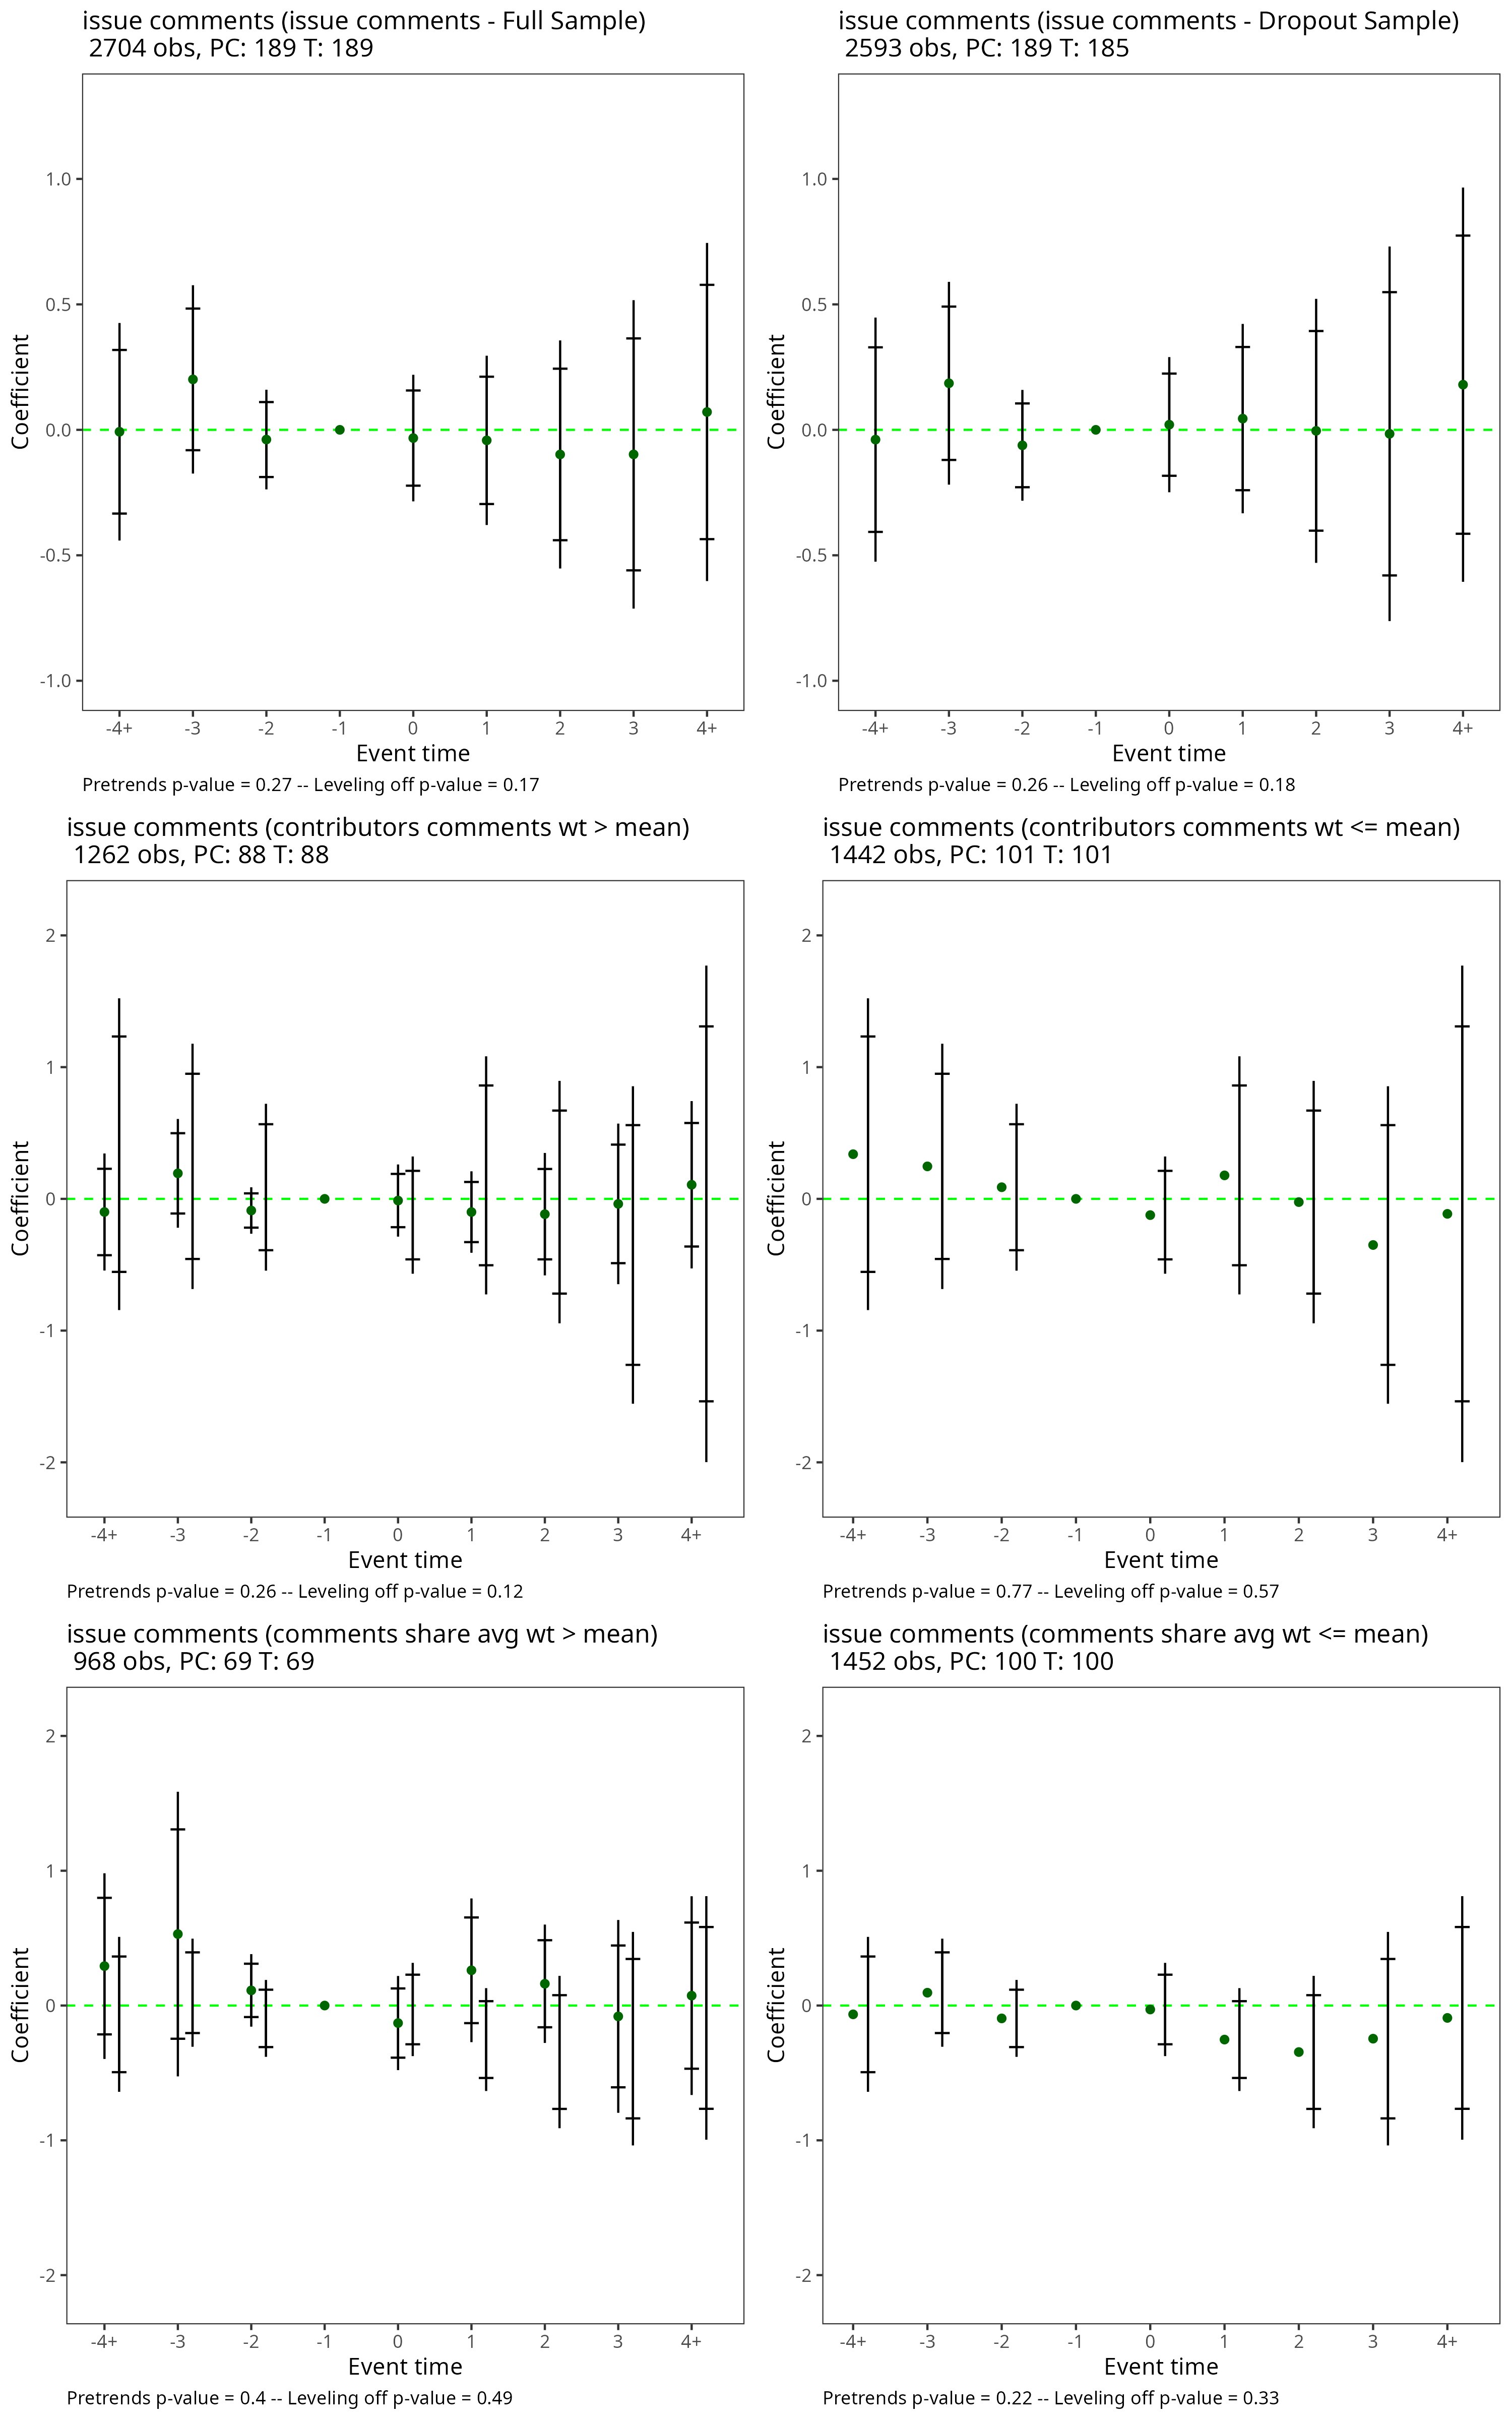 issue comments (issue comments - Full Sample)
2704 obs, PC: 189 T: 189
1.0
0.5
0.0
-0.5
-1.0
Coefficient
-4+ -3 -2 -1 0 1 2 3 4+
Event time
Pretrends p-value = 0.27 -- Leveling off p-value = 0.17
issue comments (issue comments - Dropout Sample)
2593 obs, PC: 189 T: 185
1.0
0.5
0.0
-0.5
-1.0
Coefficient
-4+ -3 -2 -1 0 1 2 3 4+
Event time
Pretrends p-value = 0.26 -- Leveling off p-value = 0.18
issue comments (contributors comments wt > mean)
1262 obs, PC: 88 T: 88
2
1
0
-1
-2
Coefficient
-4+ -3 -2 -1 0 1 2 3 4+
Event time
Pretrends p-value = 0.26 -- Leveling off p-value = 0.12
issue comments (contributors comments wt <= mean)
1442 obs, PC: 101 T: 101
2
1
0
-1
-2
Coefficient
-4+ -3 -2 -1 0 1 2 3 4+
Event time
Pretrends p-value = 0.77 -- Leveling off p-value = 0.57
issue comments (comments share avg wt > mean)
968 obs, PC: 69 T: 69
2
1
0
-1
-2
Coefficient
-4+ -3 -2 -1 0 1 2 3 4+
Event time
Pretrends p-value = 0.4 -- Leveling off p-value = 0.49
issue comments (comments share avg wt <= mean)
1452 obs, PC: 100 T: 100
2
1
0
-1
-2
Coefficient
-4+ -3 -2 -1 0 1 2 3 4+
Event time
Pretrends p-value = 0.22 -- Leveling off p-value = 0.33